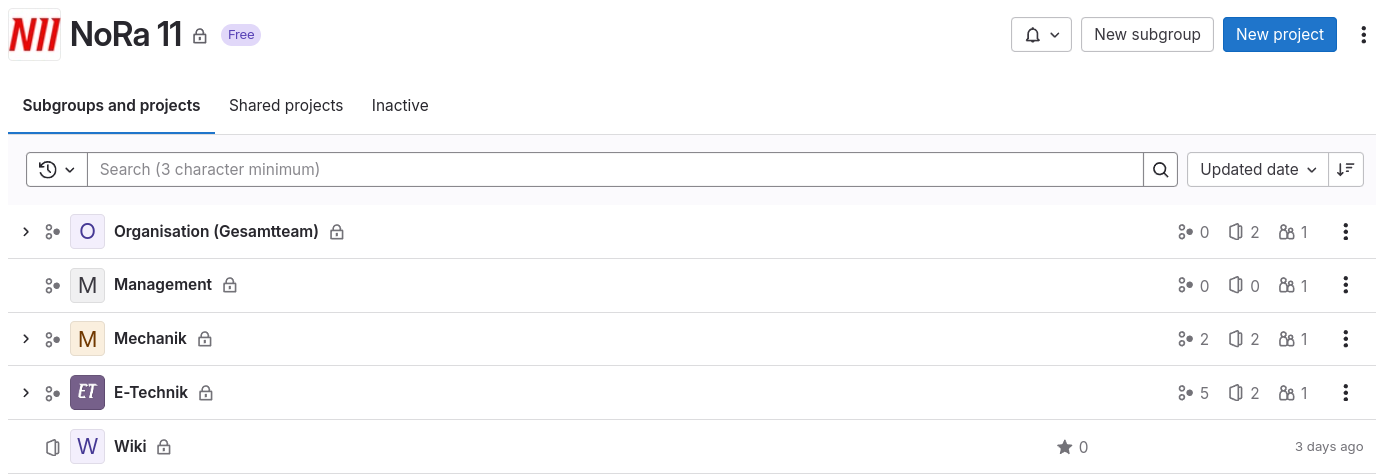 N11 NoRa 11 Free New subgroup New project
Subgroups and projects Shared projects Inactive
Search (3 character minimum) Updated date
O Organisation (Gesamtteam) 0 2 1
M Management 0 0 1
M Mechanik 2 2 1
ET E-Technik 5 2 1
W Wiki 0 3 days ago